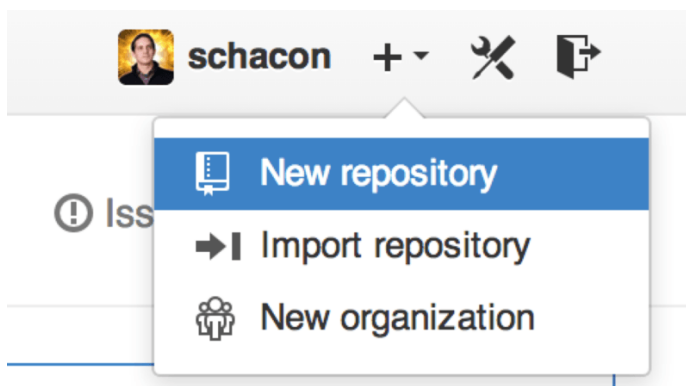 schacon
Iss
New repository
Import repository
New organization